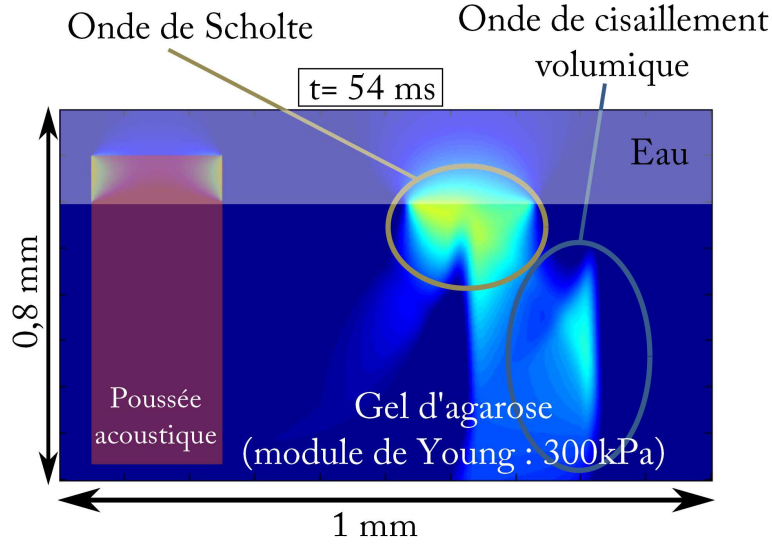 Onde de Scholte
Onde de cisaillement
volumique
t= 54 ms
Eau
0,8 mm
Poussée
acoustique
Gel d'agarose
(module de Young : 300kPa)
1 mm